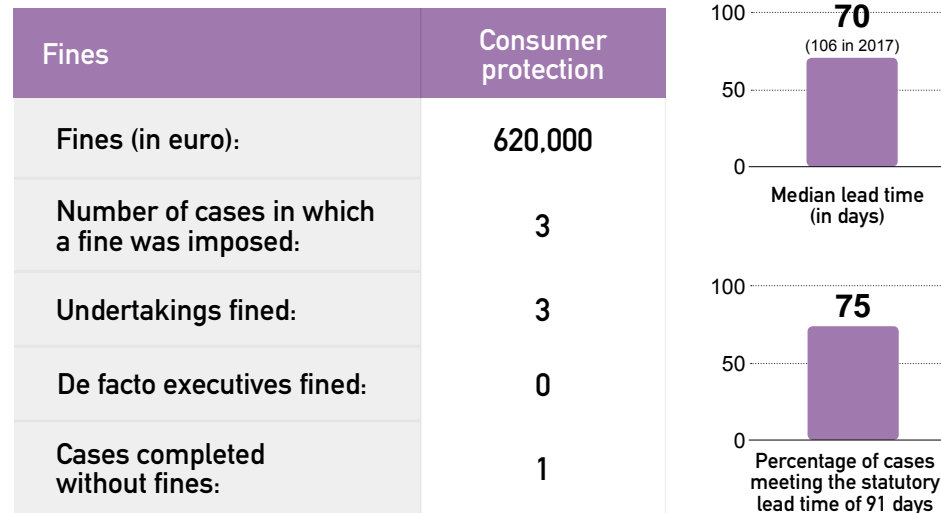 Fines
Consumer
protection
Fines (in euro):
620,000
Number of cases in which
a fine was imposed:
3
Undertakings fined:
3
De facto executives fined:
0
Cases completed
without fines:
1
100
70
(106 in 2017)
50
0
Median lead time
(in days)
100
75
50
0
Percentage of cases
meeting the statutory
lead time of 91 days